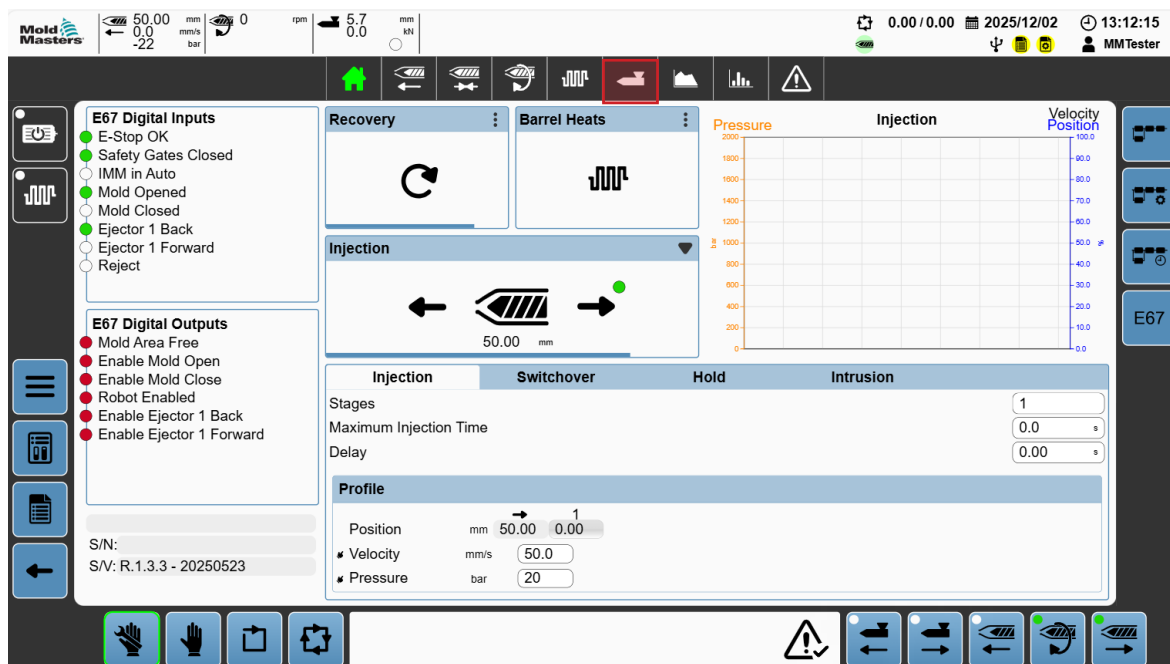 Mold
Masters
50.00 mm
0.0 mm/s
-22 bar
0 rpm
5.7 mm
0.0 kN
0.00 / 0.00
2025/12/02
13:12:15
MMTester
E67 Digital Inputs
E-Stop OK
Safety Gates Closed
IMM in Auto
Mold Opened
Mold Closed
Ejector 1 Back
Ejector 1 Forward
Reject
E67 Digital Outputs
Mold Area Free
Enable Mold Open
Enable Mold Close
Robot Enabled
Enable Ejector 1 Back
Enable Ejector 1 Forward
S/N:
S/V: R.1.3.3 - 20250523
Recovery
Barrel Heats
Injection
50.00 mm
Pressure
Injection
Velocity
Position
2000
1800
1600
1400
1200
1000
800
600
400
200
0
bar
100.0
90.0
80.0
70.0
60.0
50.0
40.0
30.0
20.0
10.0
0.0
%
Injection Switchover Hold Intrusion
Stages 1
Maximum Injection Time 0.0 s
Delay 0.00 s
Profile
1
Position mm 50.00 0.00
Velocity mm/s 50.0
Pressure bar 20
E67